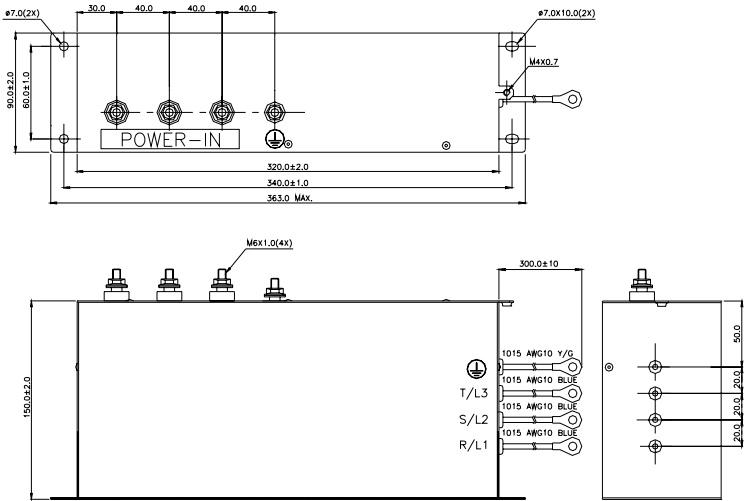 ø7.0(2X)
30.0
40.0
40.0
40.0
ø7.0X10.0(2X)
M4X0.7
90.0±2.0
60.0±1.0
POWER-IN
320.0±2.0
340.0±1.0
363.0 MAX.
M6X1.0(4X)
300.0±10
150.0±2.0
1015 AWG10 Y/G
1015 AWG10 BLUE
T/L3
1015 AWG10 BLUE
S/L2
1015 AWG10 BLUE
R/L1
50.0
20.0
20.0
20.0